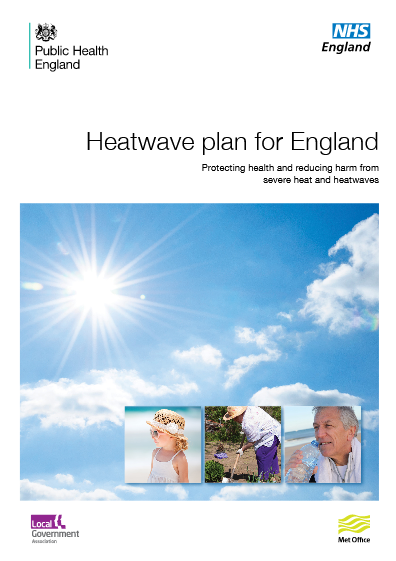 Public Health
England
NHS
England
Heatwave plan for England
Protecting health and reducing harm from
severe heat and heatwaves
Local
Government
Association
Met Office